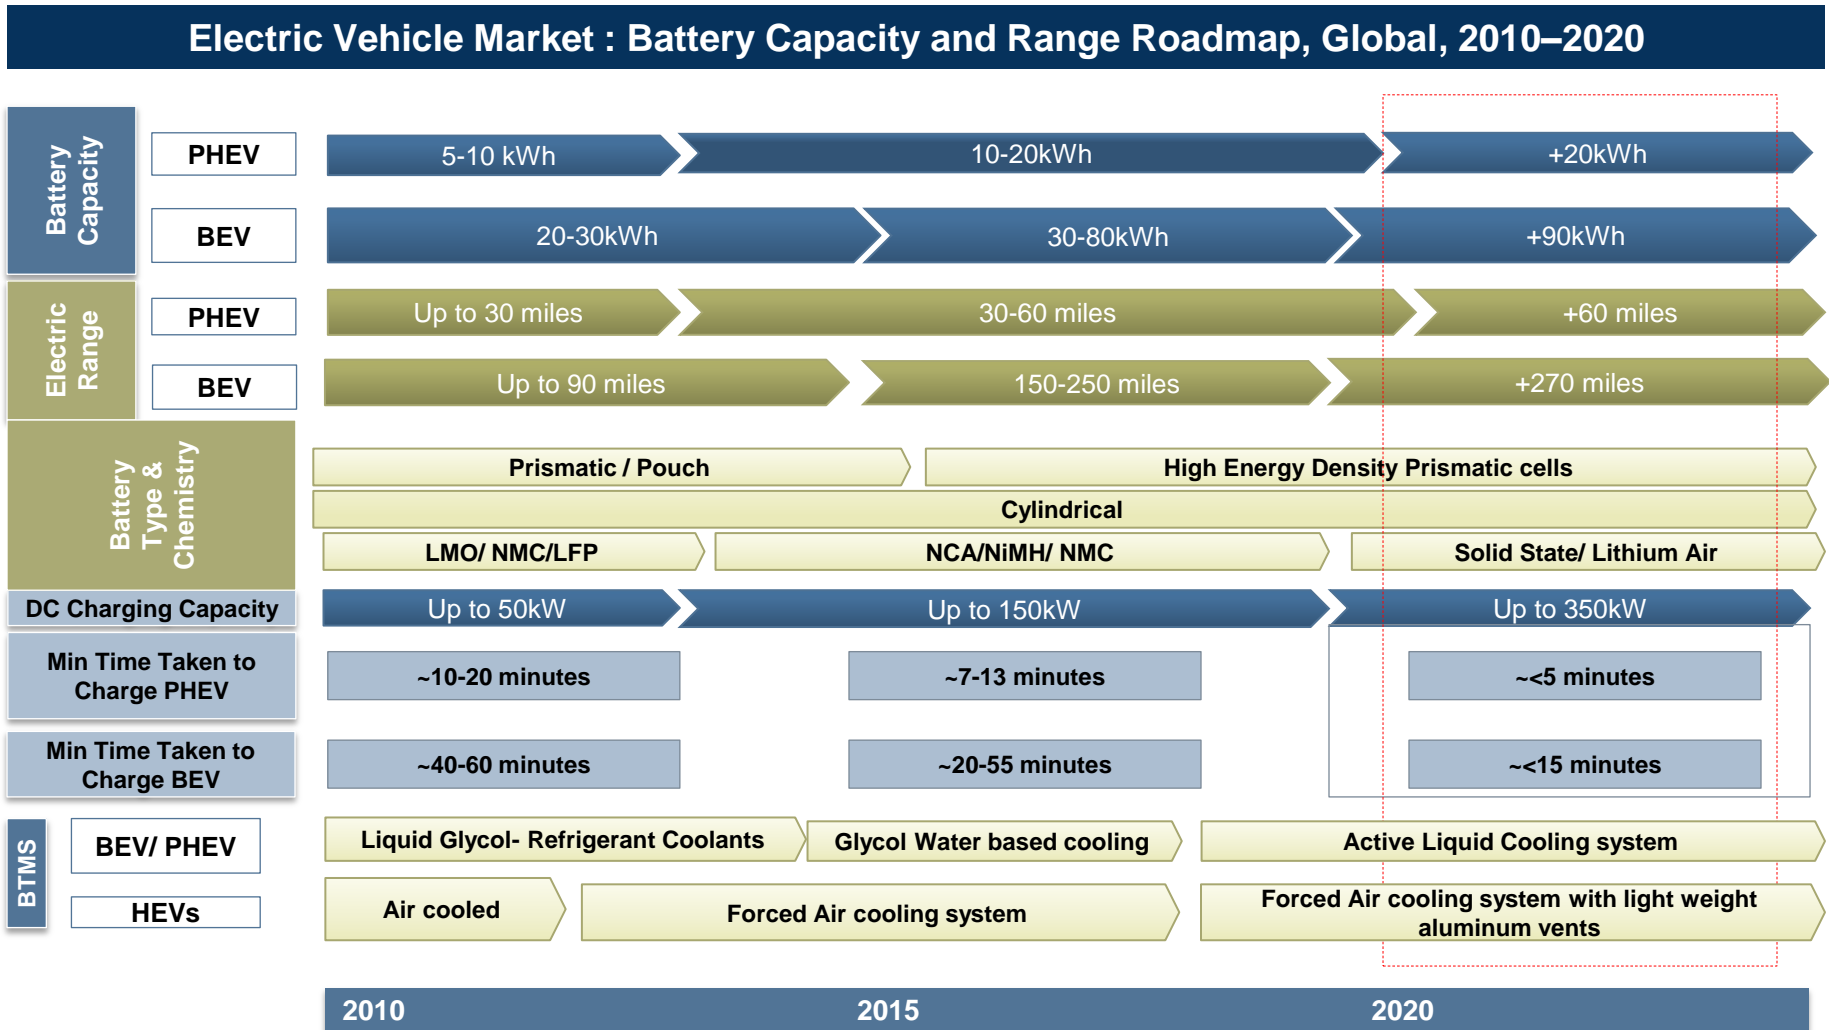 Electric Vehicle Market : Battery Capacity and Range Roadmap, Global, 2010–2020
Battery
Capacity
PHEV
5-10 kWh
10-20kWh
+20kWh
BEV
20-30kWh
30-80kWh
+90kWh
Electric
Range
PHEV
Up to 30 miles
30-60 miles
+60 miles
BEV
Up to 90 miles
150-250 miles
+270 miles
Battery
Type &
Chemistry
Prismatic / Pouch
High Energy Density Prismatic cells
Cylindrical
LMO/ NMC/LFP
NCA/NiMH/ NMC
Solid State/ Lithium Air
DC Charging Capacity
Up to 50kW
Up to 150kW
Up to 350kW
Min Time Taken to
Charge PHEV
~10-20 minutes
~7-13 minutes
~<5 minutes
Min Time Taken to
Charge BEV
~40-60 minutes
~20-55 minutes
~<15 minutes
BTMS
BEV/ PHEV
Liquid Glycol- Refrigerant Coolants
Glycol Water based cooling
Active Liquid Cooling system
HEVs
Air cooled
Forced Air cooling system
Forced Air cooling system with light weight
aluminum vents
2010
2015
2020